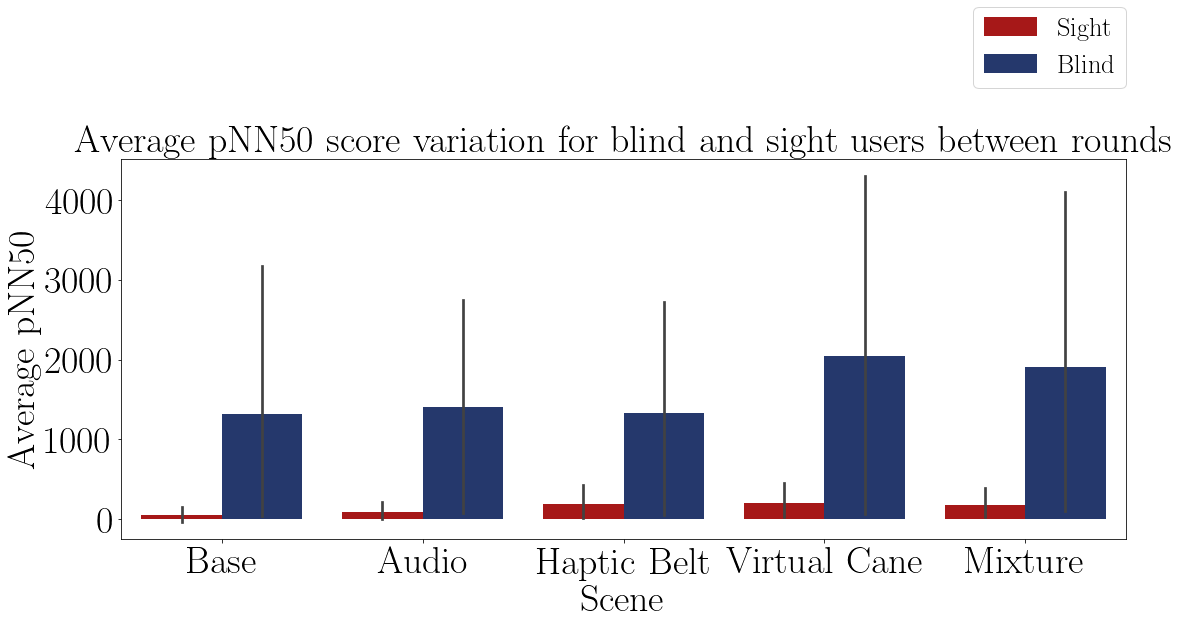 Sight
Blind
Average pNN50 score variation for blind and sight users between rounds
Average pNN50
4000
3000
2000
1000
0
Base Audio Haptic Belt Virtual Cane Mixture
Scene